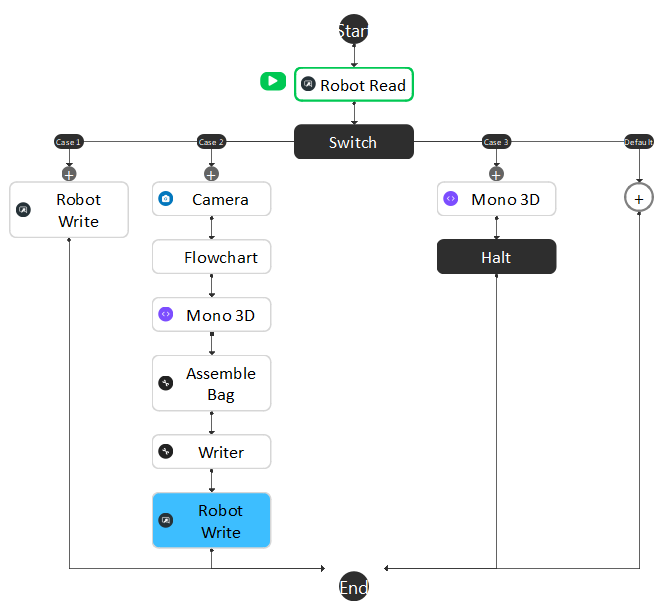 Start
Robot Read
Switch
Case 1
Case 2
Case 3
Default
Robot
Write
Camera
Flowchart
Mono 3D
Assemble
Bag
Writer
Robot
Write
Mono 3D
Halt
End